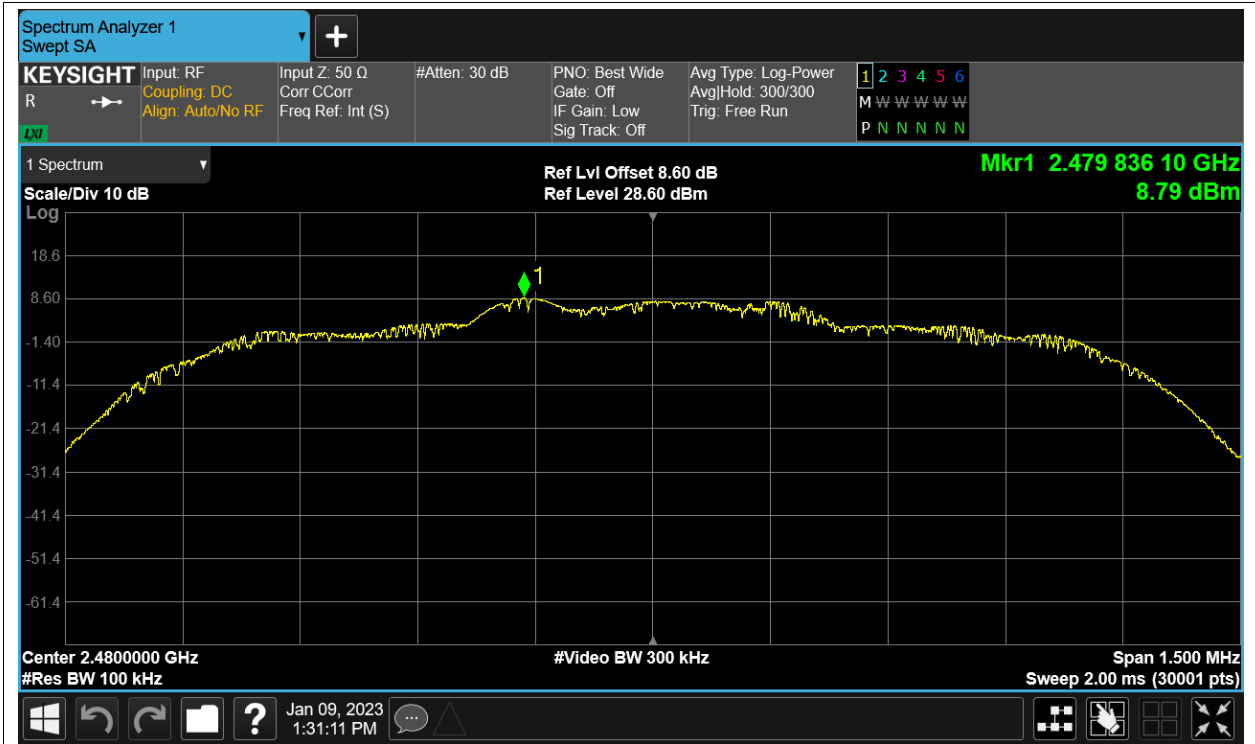 Spectrum Analyzer 1
Swept SA
KEYSIGHT
R
LXI
Input: RF
Coupling: DC
Align: Auto/No RF
Input Z: 50 Ω
Corr CCorr
Freq Ref: Int (S)
#Atten: 30 dB
PNO: Best Wide
Gate: Off
IF Gain: Low
Sig Track: Off
Avg Type: Log-Power
Avg|Hold: 300/300
Trig: Free Run
1 2 3 4 5 6
M W W W W W
P N N N N N
1 Spectrum
Scale/Div 10 dB
Log
Ref Lvl Offset 8.60 dB
Ref Level 28.60 dBm
Mkr1 2.479 836 10 GHz
8.79 dBm
18.6
8.60
-1.40
-11.4
-21.4
-31.4
-41.4
-51.4
-61.4
1
Center 2.4800000 GHz
#Res BW 100 kHz
#Video BW 300 kHz
Span 1.500 MHz
Sweep 2.00 ms (30001 pts)
?
Jan 09, 2023
1:31:11 PM